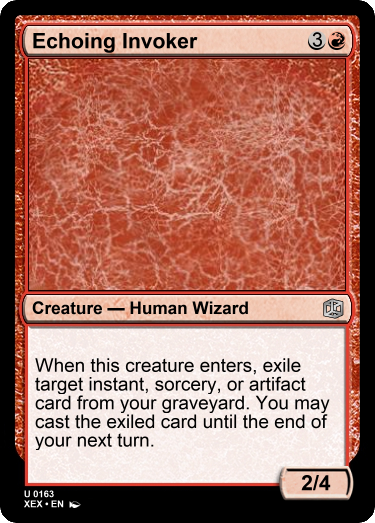 Echoing Invoker 3
Creature — Human Wizard
When this creature enters, exile
target instant, sorcery, or artifact
card from your graveyard. You may
cast the exiled card until the end of
your next turn.
2/4
U 0163
XEX • EN